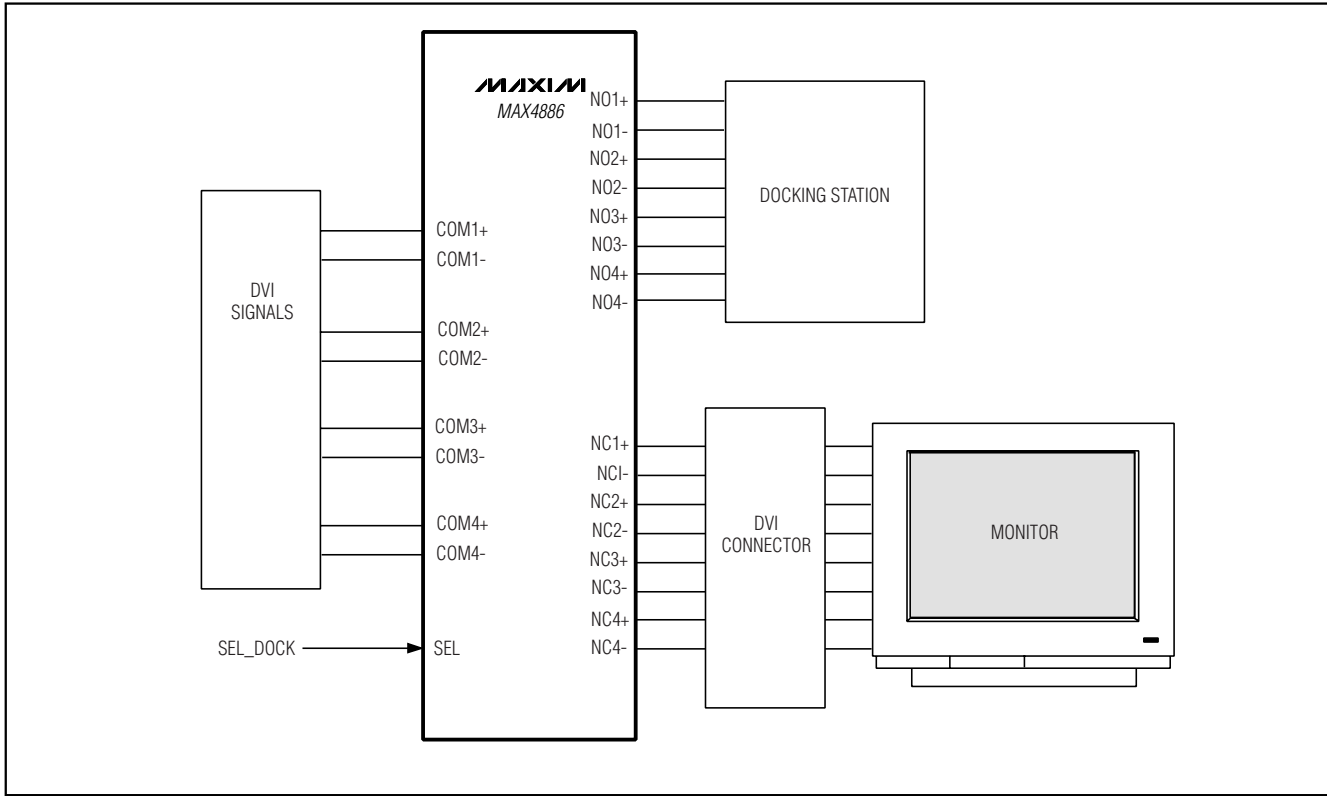 MAXIM
MAX4886
NO1+
NO1-
NO2+
NO2-
NO3+
NO3-
NO4+
NO4-
DOCKING STATION
DVI
SIGNALS
COM1+
COM1-
COM2+
COM2-
COM3+
COM3-
COM4+
COM4-
SEL_DOCK
SEL
NC1+
NCI-
NC2+
NC2-
NC3+
NC3-
NC4+
NC4-
DVI
CONNECTOR
MONITOR